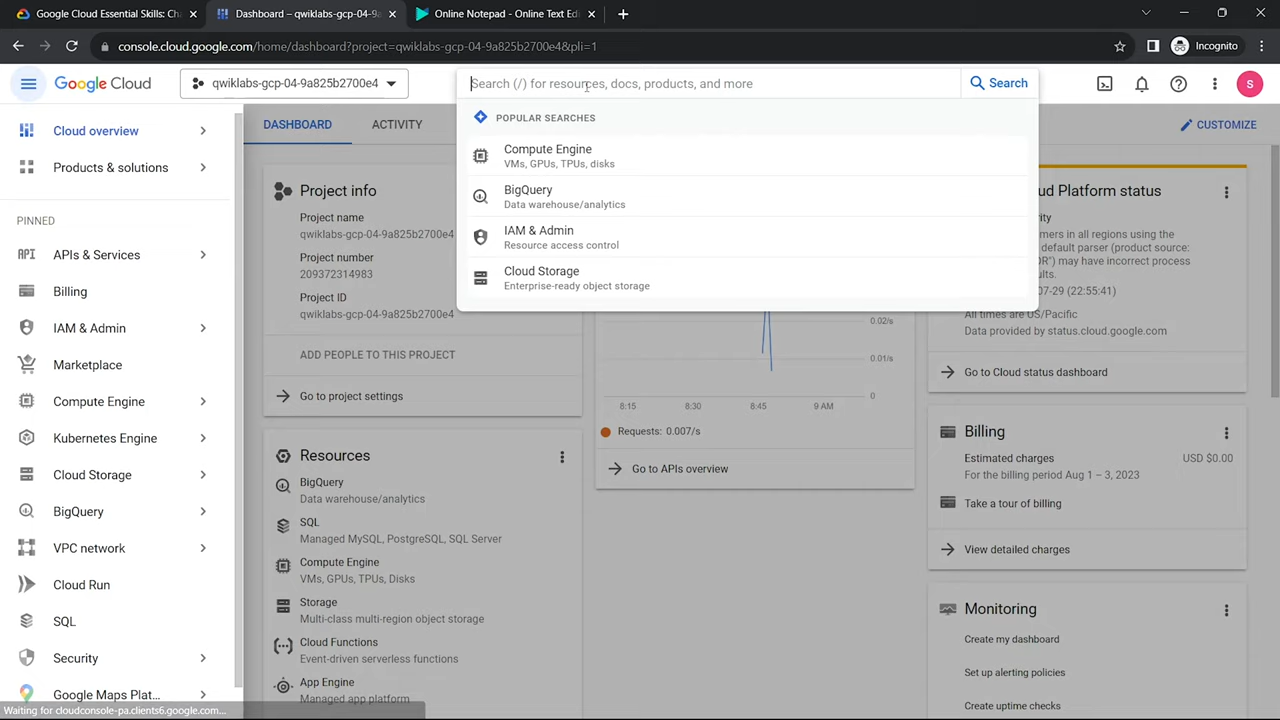 Google Cloud Essential Skills: Cha
Dashboard – qwiklabs-gcp-04-9a
Online Notepad - Online Text Edi
console.cloud.google.com/home/dashboard?project=qwiklabs-gcp-04-9a825b2700e4&pli=1
Incognito
Google Cloud
qwiklabs-gcp-04-9a825b2700e4
Search (/) for resources, docs, products, and more
Search
S
POPULAR SEARCHES
Compute Engine
VMs, GPUs, TPUs, disks
BigQuery
Data warehouse/analytics
IAM & Admin
Resource access control
Cloud Storage
Enterprise-ready object storage
Cloud overview
Products & solutions
PINNED
API APIs & Services
Billing
IAM & Admin
Marketplace
Compute Engine
Kubernetes Engine
Cloud Storage
BigQuery
VPC network
Cloud Run
SQL
Security
Google Maps Plat...
Waiting for cloudconsole-pa.clients6.google.com...
DASHBOARD
ACTIVITY
CUSTOMIZE
Project info
Project name
qwiklabs-gcp-04-9a825b2700e4
Project number
209372314983
Project ID
qwiklabs-gcp-04-9a825b2700e4
ADD PEOPLE TO THIS PROJECT
Go to project settings
Resources
BigQuery
Data warehouse/analytics
SQL
Managed MySQL, PostgreSQL, SQL Server
Compute Engine
VMs, GPUs, TPUs, Disks
Storage
Multi-class multi-region object storage
Cloud Functions
Event-driven serverless functions
App Engine
Managed app platform
0.02/s
0.01/s
0
8:15 8:30 8:45 9 AM
Requests: 0.007/s
Go to APIs overview
ud Platform status
ity
mers in all regions using the
default parser (product source:
R") may have incorrect process
ults.
-07-29 (22:55:41)
All times are US/Pacific
Data provided by status.cloud.google.com
Go to Cloud status dashboard
Billing
Estimated charges USD $0.00
For the billing period Aug 1 – 3, 2023
Take a tour of billing
View detailed charges
Monitoring
Create my dashboard
Set up alerting policies
Create uptime checks